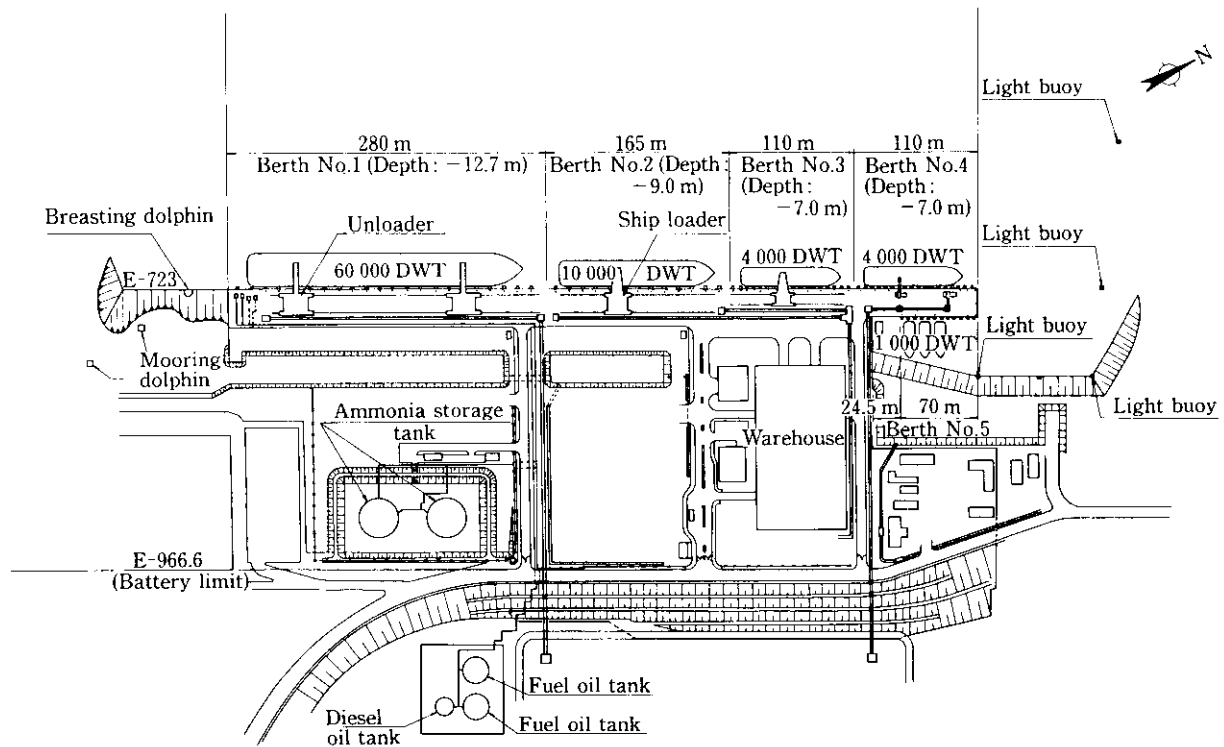 N
Light buoy
280 m
165 m
110 m
110 m
Berth No.1 (Depth: −12.7 m)
Berth No.2 (Depth:
−9.0 m)
Berth No.3
(Depth:
−7.0 m)
Berth No.4
(Depth:
−7.0 m)
Breasting dolphin
Unloader
Ship loader
Light buoy
E-723
60 000 DWT
10 000 DWT
4 000 DWT
4 000 DWT
Mooring
dolphin
1 000 DWT
Light buoy
Light buoy
24.5 m
70 m
Berth No.5
Ammonia storage
tank
Warehouse
E-966.6
(Battery limit)
Fuel oil tank
Diesel
oil tank
Fuel oil tank